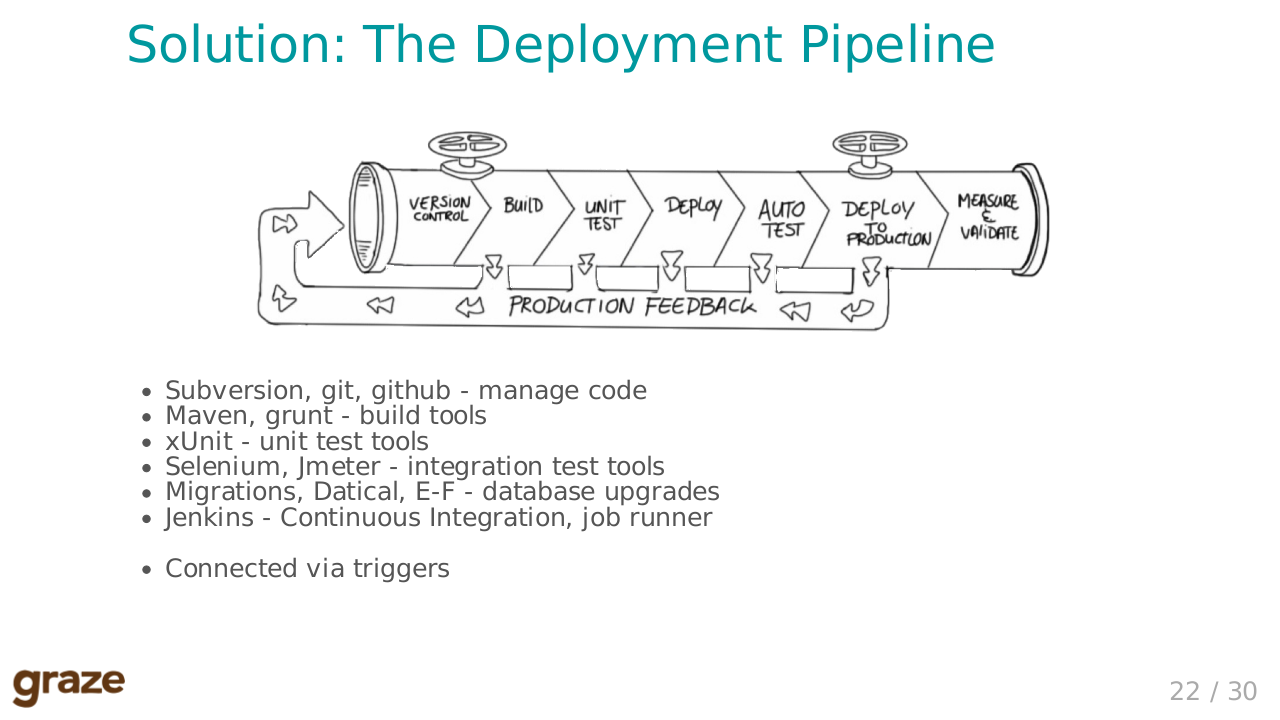 Solution: The Deployment Pipeline
VERSION
CONTROL
BUILD
UNIT
TEST
DEPLOY
AUTO
TEST
DEPLOY
TO
PRODUCTION
MEASURE
&
VALIDATE
PRODUCTION FEEDBACK
• Subversion, git, github - manage code
• Maven, grunt - build tools
• xUnit - unit test tools
• Selenium, Jmeter - integration test tools
• Migrations, Datical, E-F - database upgrades
• Jenkins - Continuous Integration, job runner
• Connected via triggers
graze
22 / 30